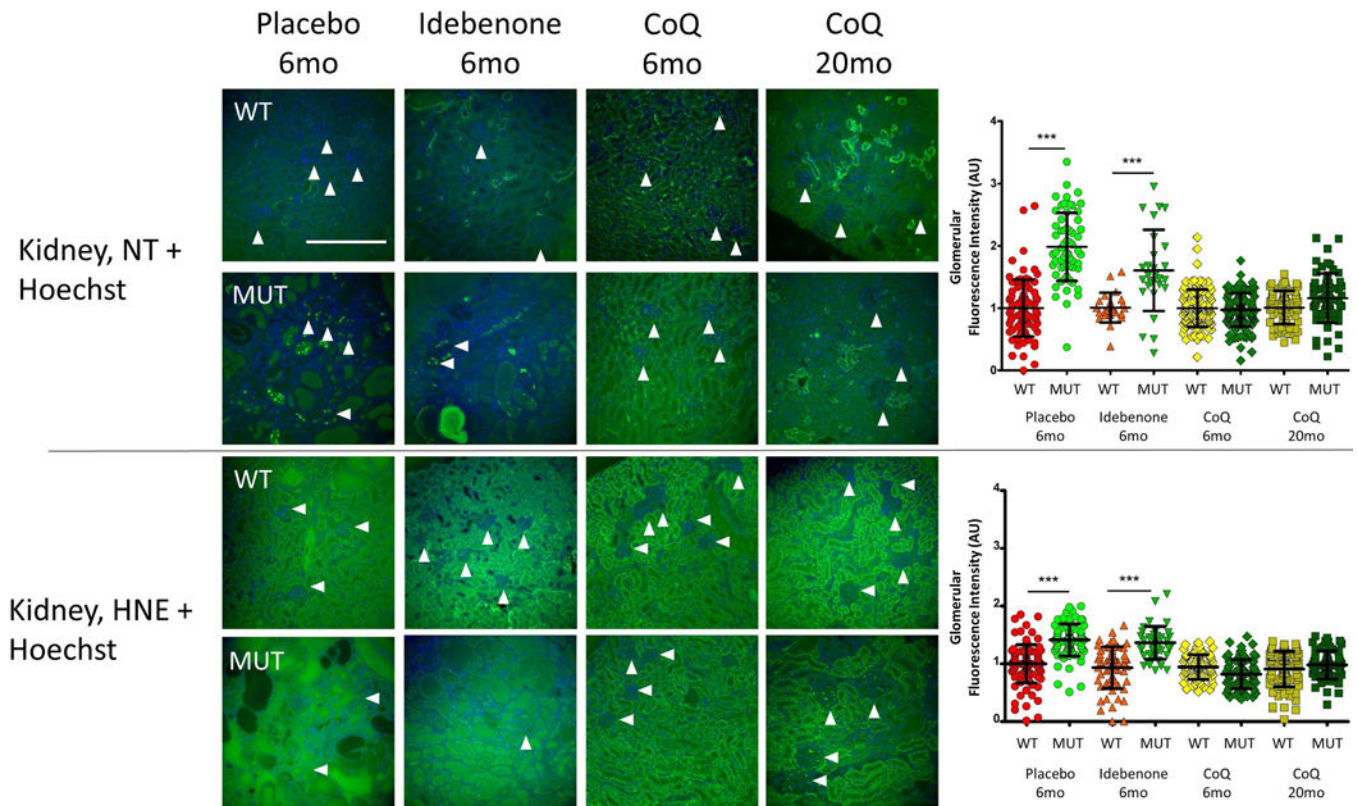 Placebo Idebenone CoQ CoQ
6mo 6mo 6mo 20mo
WT
MUT
Kidney, NT +
Hoechst
Glomerular
Fluorescence Intensity (AU)
4
3
2
1
0
*** ***
WT MUT WT MUT WT MUT WT MUT
Placebo Idebenone CoQ CoQ
6mo 6mo 6mo 20mo
WT
MUT
Kidney, HNE +
Hoechst
Glomerular
Fluorescence Intensity (AU)
4
3
2
1
0
*** ***
WT MUT WT MUT WT MUT WT MUT
Placebo Idebenone CoQ CoQ
6mo 6mo 6mo 20mo